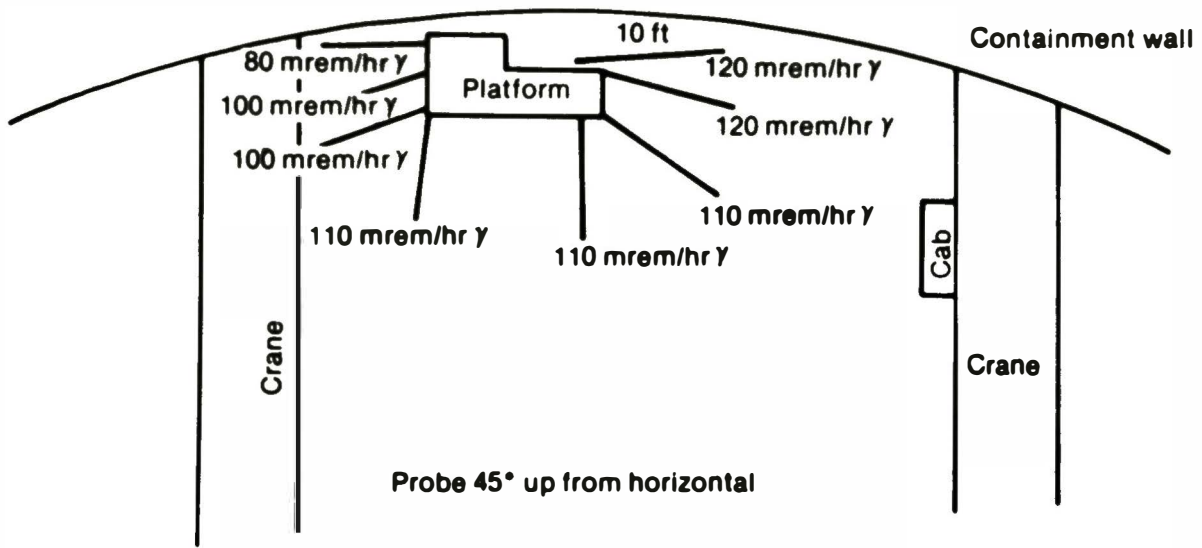 10 ft
Containment wall
80 mrem/hr γ
120 mrem/hr γ
Platform
100 mrem/hr γ
120 mrem/hr γ
100 mrem/hr γ
110 mrem/hr γ
110 mrem/hr γ
110 mrem/hr γ
Cab
Crane
Crane
Probe 45° up from horizontal